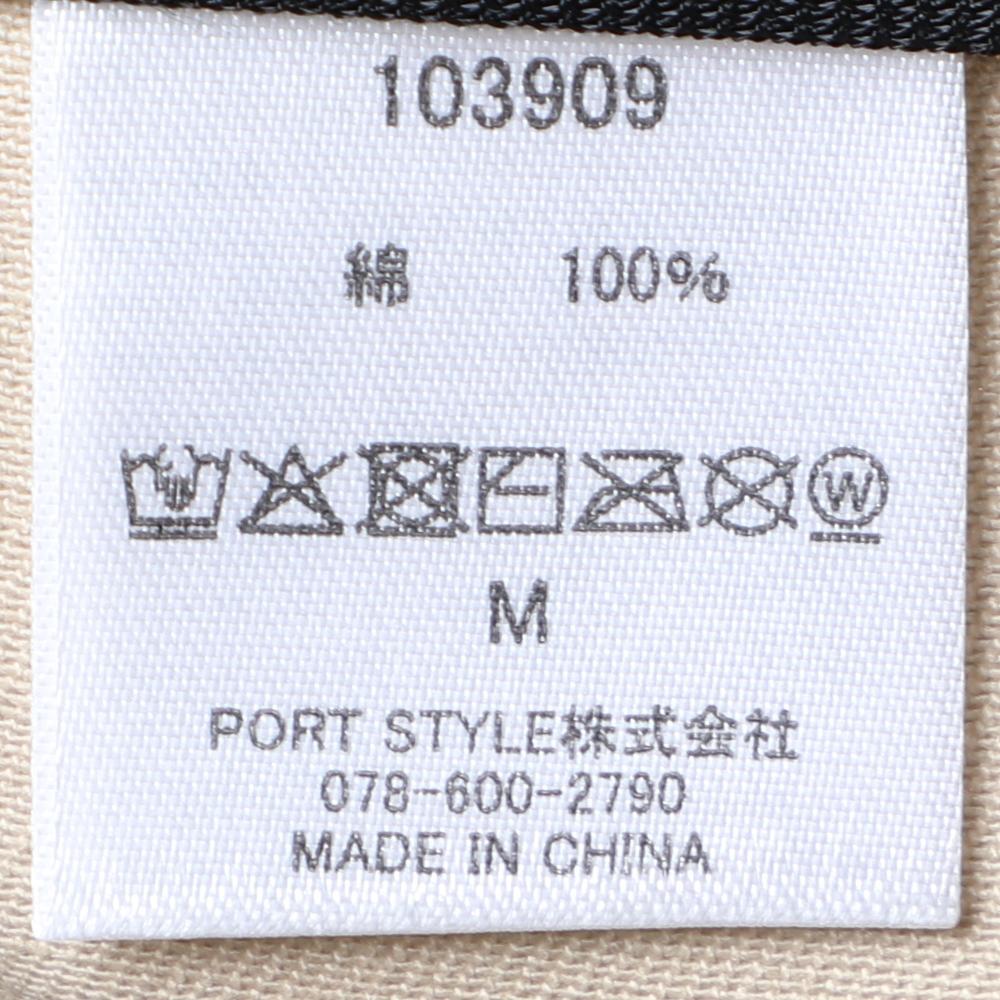 103909
綿 100%
W
M
PORT STYLE株式会社
078-600-2790
MADE IN CHINA